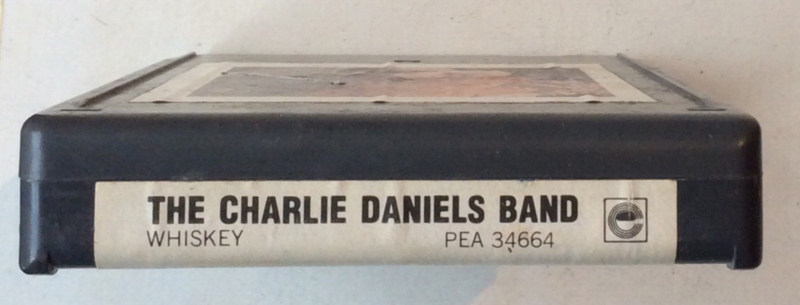 THE CHARLIE DANIELS BAND
WHISKEY
PEA 34664